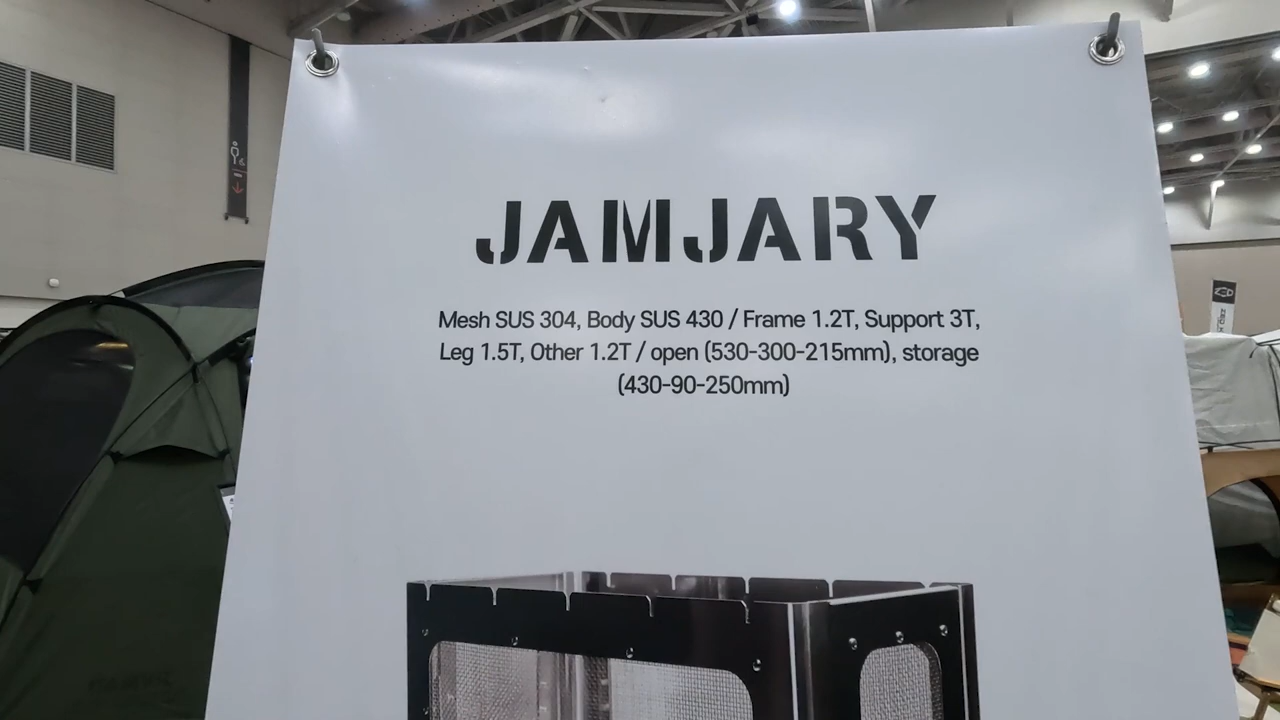 JAMJARY
Mesh SUS 304, Body SUS 430 / Frame 1.2T, Support 3T,
Leg 1.5T, Other 1.2T / open (530-300-215mm), storage
(430-90-250mm)